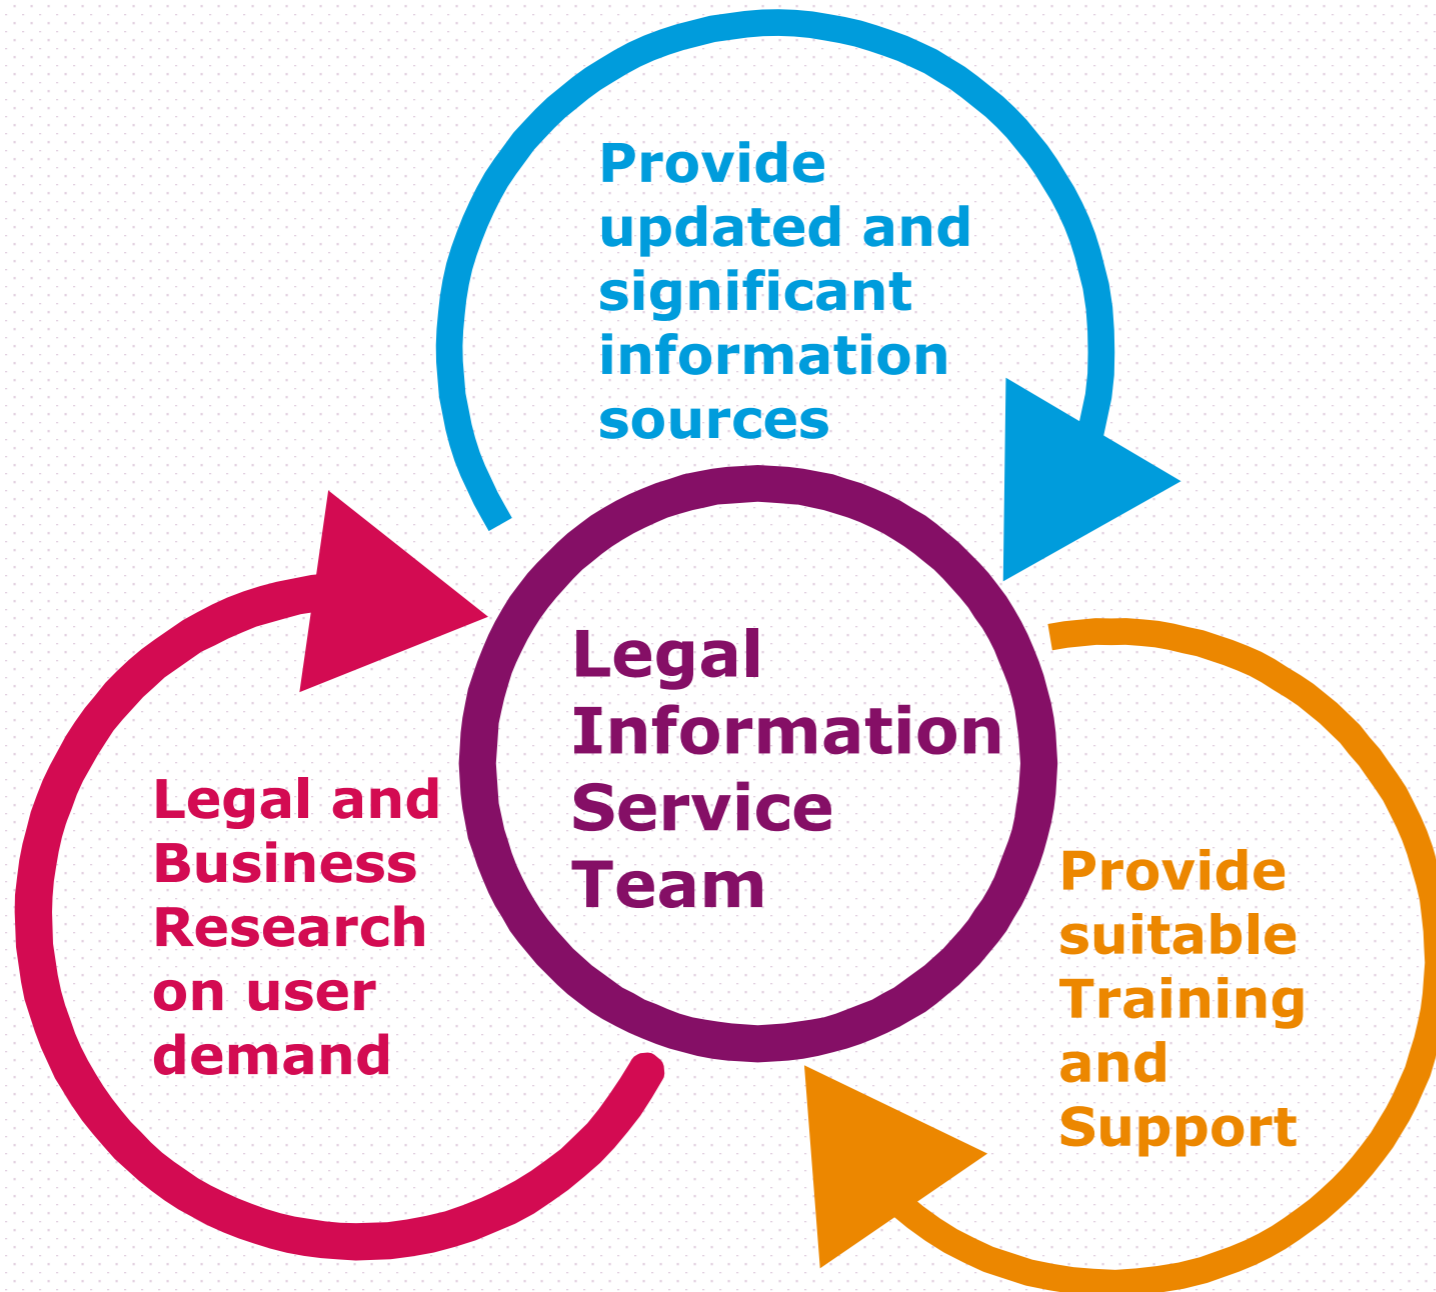 Provide
updated and
significant
information
sources
Legal
Information
Service
Team
Legal and
Business
Research
on user
demand
Provide
suitable
Training
and
Support